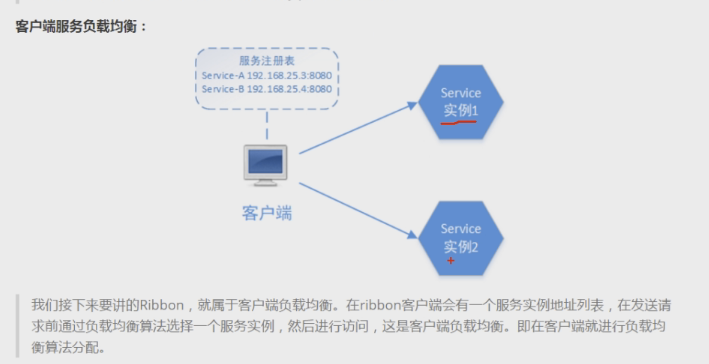 客户端服务负载均衡：
服务注册表
Service-A 192.168.25.3:8080
Service-B 192.168.25.4:8080
Service
实例1
客户端
Service
实例2
我们接下来要讲的Ribbon，就属于客户端负载均衡。在ribbon客户端会有一个服务实例地址列表，在发送请
求前通过负载均衡算法选择一个服务实例，然后进行访问，这是客户端负载均衡。即在客户端就进行负载均
衡算法分配。